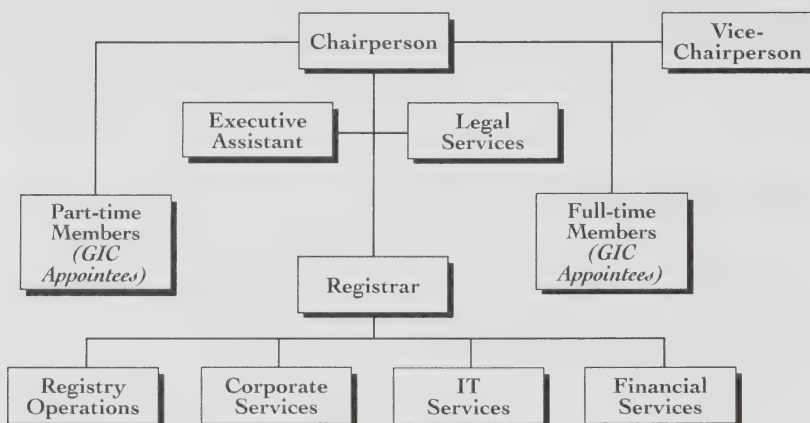 Chairperson
Vice-
Chairperson
Executive
Assistant
Legal
Services
Part-time
Members
(GIC
Appointees)
Full-time
Members
(GIC
Appointees)
Registrar
Registry
Operations
Corporate
Services
IT
Services
Financial
Services